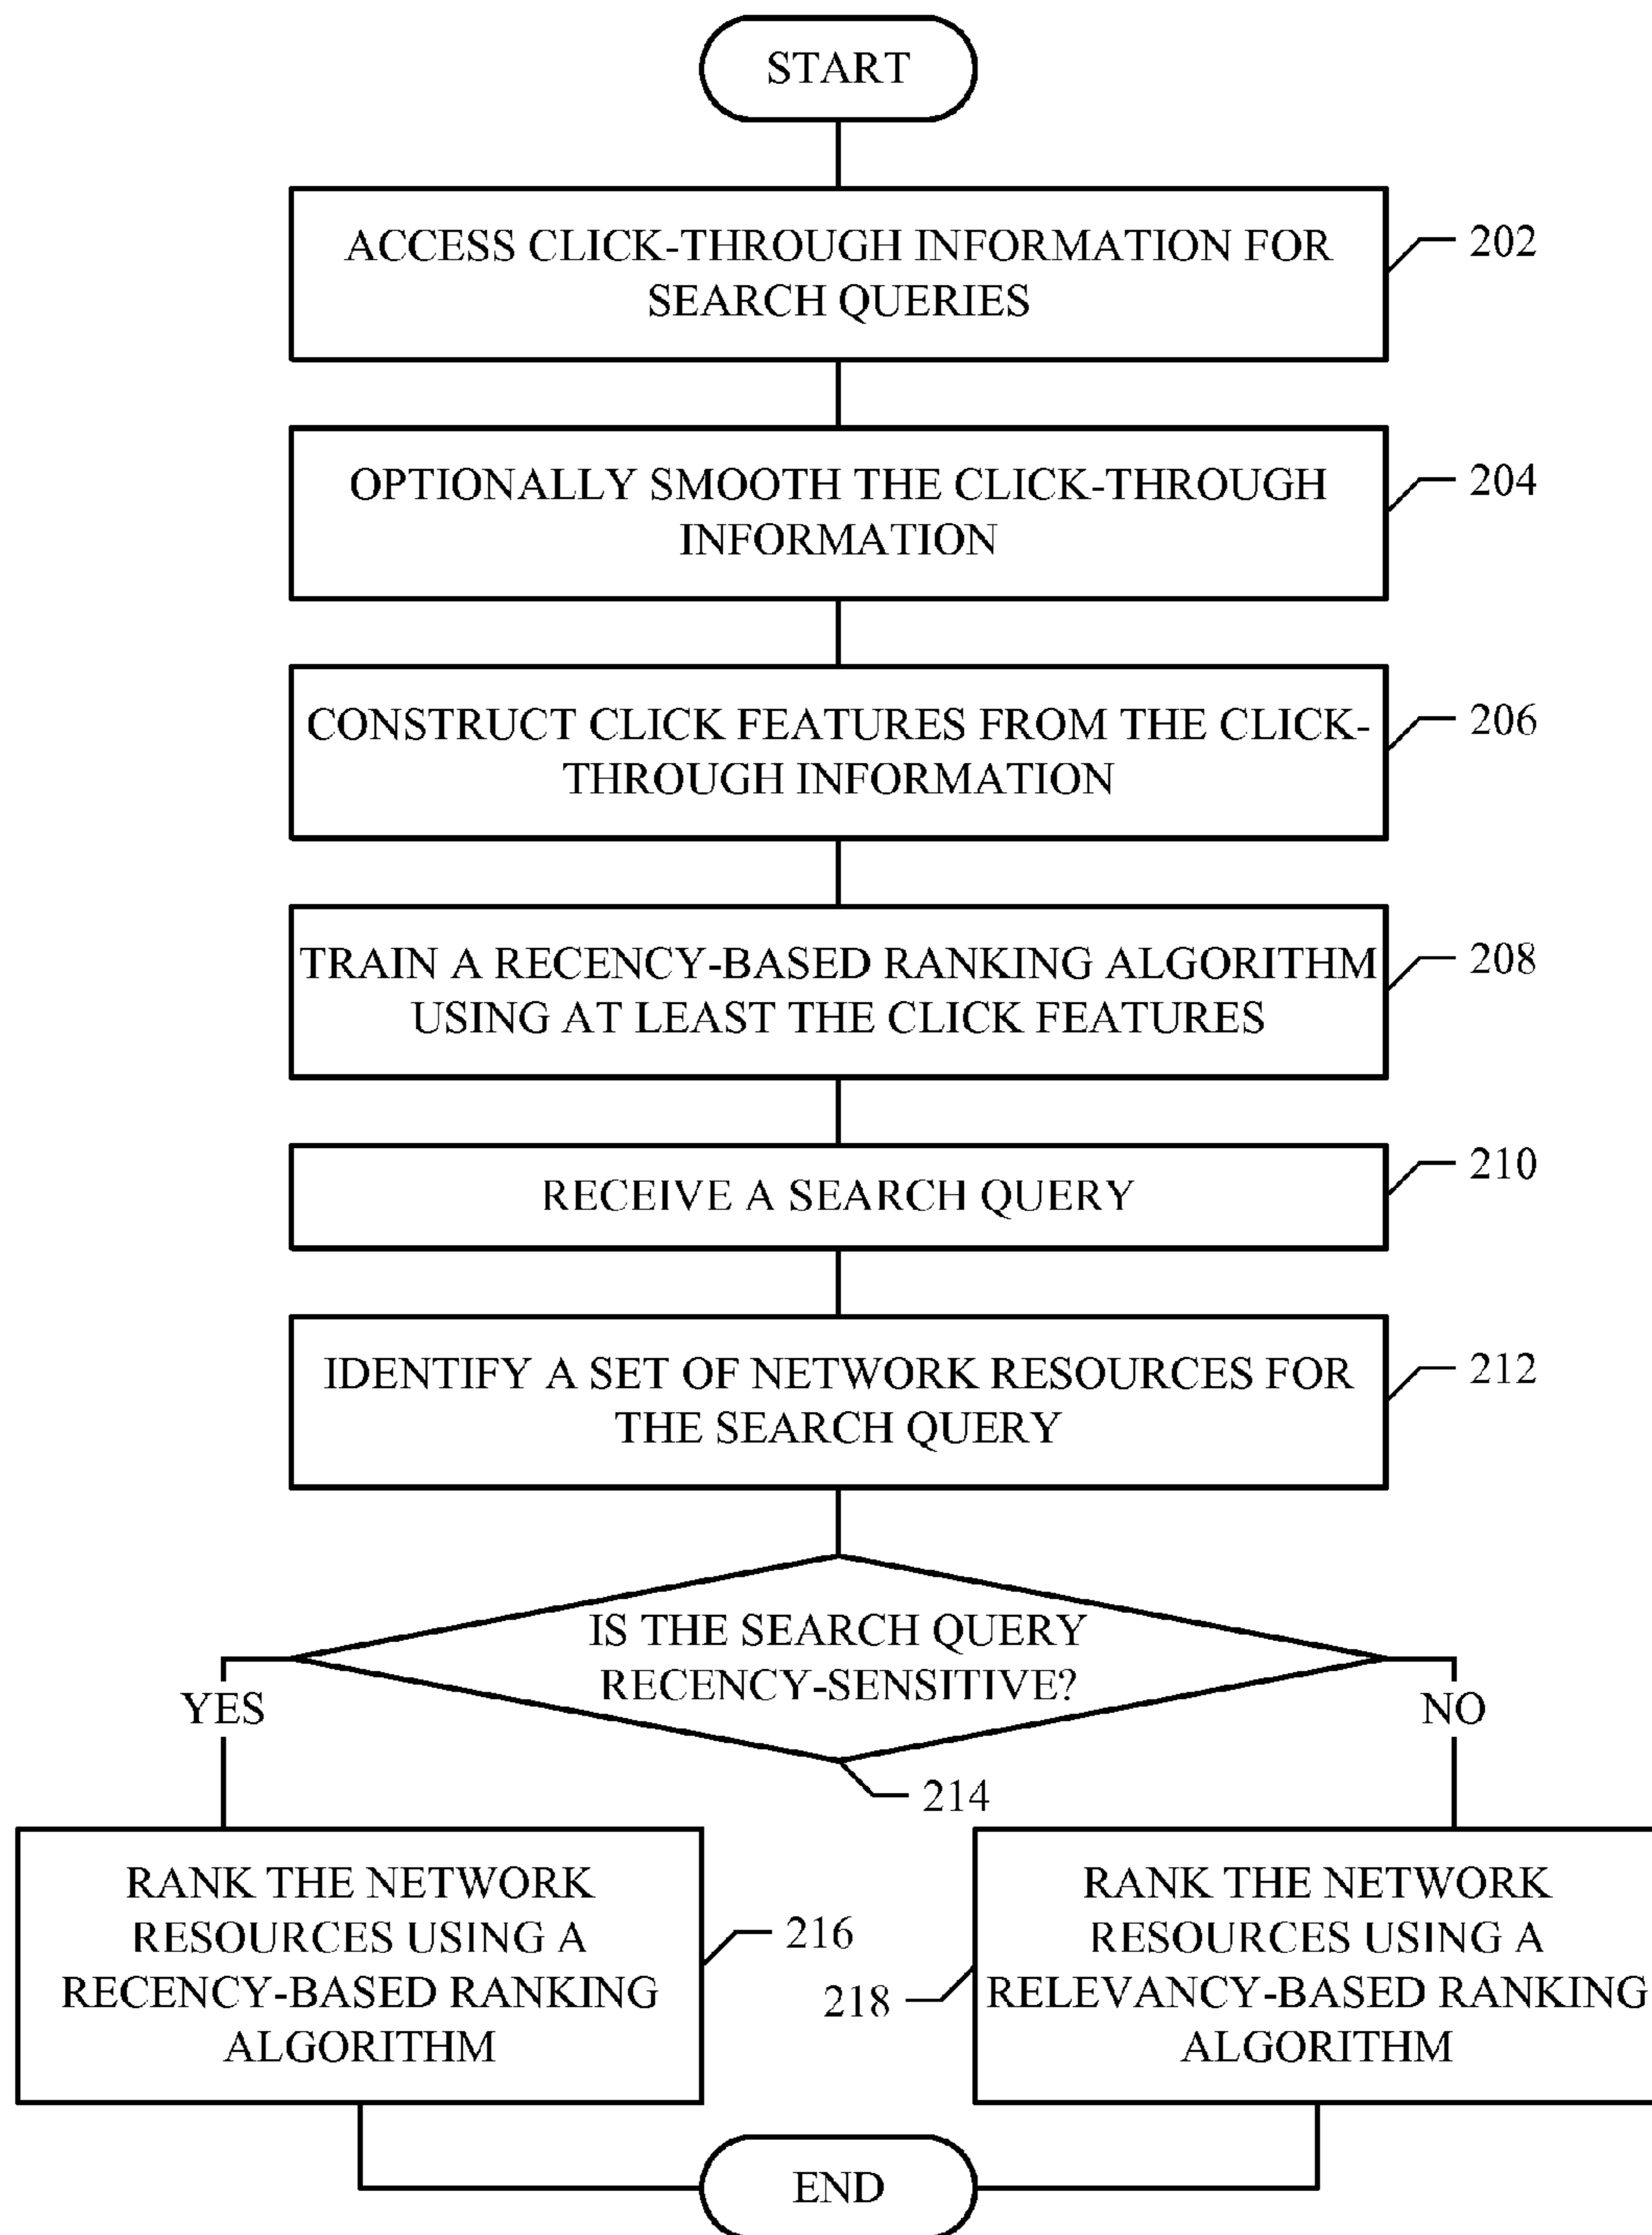 START
ACCESS CLICK-THROUGH INFORMATION FOR
SEARCH QUERIES
202
OPTIONALLY SMOOTH THE CLICK-THROUGH
INFORMATION
204
CONSTRUCT CLICK FEATURES FROM THE CLICK-
THROUGH INFORMATION
206
TRAIN A RECENCY-BASED RANKING ALGORITHM
USING AT LEAST THE CLICK FEATURES
208
RECEIVE A SEARCH QUERY
210
IDENTIFY A SET OF NETWORK RESOURCES FOR
THE SEARCH QUERY
212
IS THE SEARCH QUERY
RECENCY-SENSITIVE?
YES
NO
214
RANK THE NETWORK
RESOURCES USING A
RECENCY-BASED RANKING
ALGORITHM
216
218
RANK THE NETWORK
RESOURCES USING A
RELEVANCY-BASED RANKING
ALGORITHM
END